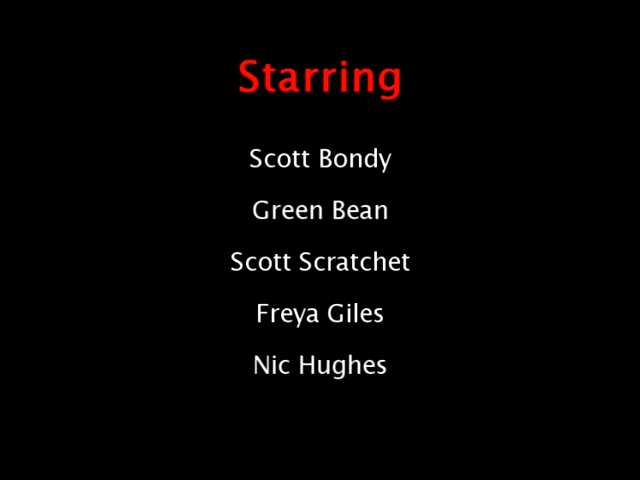 Starring
Scott Bondy
Green Bean
Scott Scratchet
Freya Giles
Nic Hughes